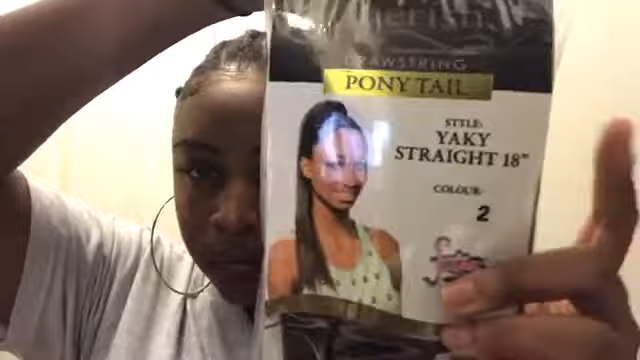 DRAWSTRING
PONY TAIL
STYLE:
YAKY
STRAIGHT 18"
COLOUR:
2